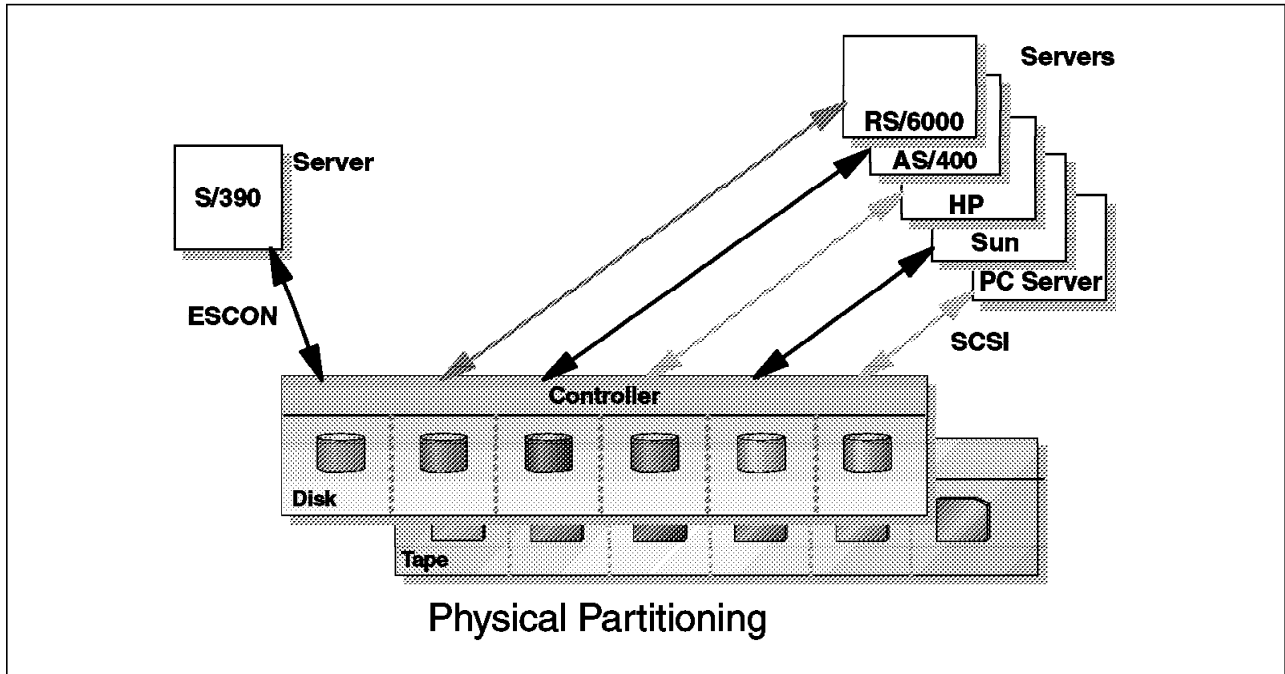 Servers
RS/6000
AS/400
HP
Sun
PC Server
SCSI
Server
S/390
ESCON
Controller
Disk
Tape
Physical Partitioning